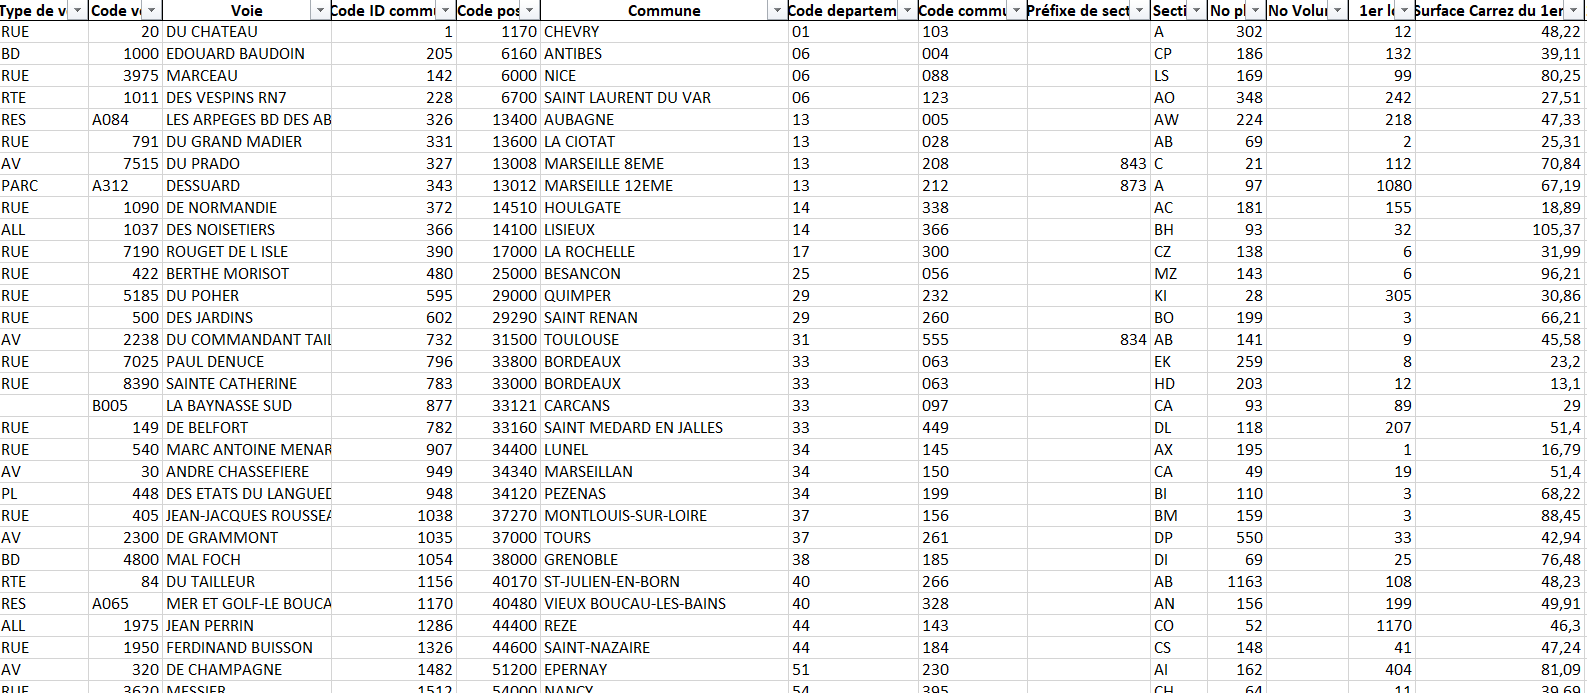 Type de v Code v Voie Code ID commu Code pos Commune Code departem Code commu Préfixe de sect Secti No pl No Volu 1er l Surface Carrez du 1er
RUE 20 DU CHATEAU 1 1170 CHEVRY 01 103 A 302 12 48,22
BD 1000 EDOUARD BAUDOIN 205 6160 ANTIBES 06 004 CP 186 132 39,11
RUE 3975 MARCEAU 142 6000 NICE 06 088 LS 169 99 80,25
RTE 1011 DES VESPINS RN7 228 6700 SAINT LAURENT DU VAR 06 123 AO 348 242 27,51
RES A084 LES ARPEGES BD DES AB 326 13400 AUBAGNE 13 005 AW 224 218 47,33
RUE 791 DU GRAND MADIER 331 13600 LA CIOTAT 13 028 AB 69 2 25,31
AV 7515 DU PRADO 327 13008 MARSEILLE 8EME 13 208 843 C 21 112 70,84
PARC A312 DESSUARD 343 13012 MARSEILLE 12EME 13 212 873 A 97 1080 67,19
RUE 1090 DE NORMANDIE 372 14510 HOULGATE 14 338 AC 181 155 18,89
ALL 1037 DES NOISETIERS 366 14100 LISIEUX 14 366 BH 93 32 105,37
RUE 7190 ROUGET DE L ISLE 390 17000 LA ROCHELLE 17 300 CZ 138 6 31,99
RUE 422 BERTHE MORISOT 480 25000 BESANCON 25 056 MZ 143 6 96,21
RUE 5185 DU POHER 595 29000 QUIMPER 29 232 KI 28 305 30,86
RUE 500 DES JARDINS 602 29290 SAINT RENAN 29 260 BO 199 3 66,21
AV 2238 DU COMMANDANT TAIL 732 31500 TOULOUSE 31 555 834 AB 141 9 45,58
RUE 7025 PAUL DENUCE 796 33800 BORDEAUX 33 063 EK 259 8 23,2
RUE 8390 SAINTE CATHERINE 783 33000 BORDEAUX 33 063 HD 203 12 13,1
B005 LA BAYNASSE SUD 877 33121 CARCANS 33 097 CA 93 89 29
RUE 149 DE BELFORT 782 33160 SAINT MEDARD EN JALLES 33 449 DL 118 207 51,4
RUE 540 MARC ANTOINE MENAR 907 34400 LUNEL 34 145 AX 195 1 16,79
AV 30 ANDRE CHASSEFIERE 949 34340 MARSEILLAN 34 150 CA 49 19 51,4
PL 448 DES ETATS DU LANGUED 948 34120 PEZENAS 34 199 BI 110 3 68,22
RUE 405 JEAN-JACQUES ROUSSEA 1038 37270 MONTLOUIS-SUR-LOIRE 37 156 BM 159 3 88,45
AV 2300 DE GRAMMONT 1035 37000 TOURS 37 261 DP 550 33 42,94
BD 4800 MAL FOCH 1054 38000 GRENOBLE 38 185 DI 69 25 76,48
RTE 84 DU TAILLEUR 1156 40170 ST-JULIEN-EN-BORN 40 266 AB 1163 108 48,23
RES A065 MER ET GOLF-LE BOUCA 1170 40480 VIEUX BOUCAU-LES-BAINS 40 328 AN 156 199 49,91
ALL 1975 JEAN PERRIN 1286 44400 REZE 44 143 CO 52 1170 46,3
RUE 1950 FERDINAND BUISSON 1326 44600 SAINT-NAZAIRE 44 184 CS 148 41 47,24
AV 320 DE CHAMPAGNE 1482 51200 EPERNAY 51 230 AI 162 404 81,09
RUE 3620 MESSIER 1512 54000 NANCY 54 395 CH 64 11 39,69